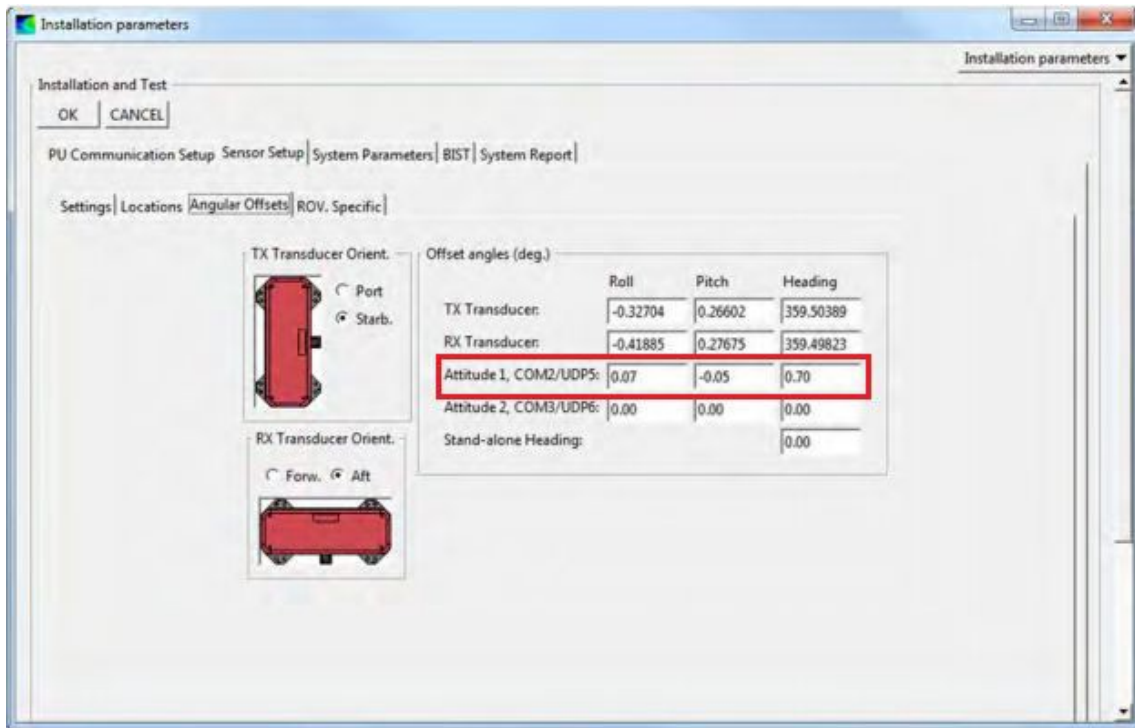 Installation parameters
Installation parameters
Installation and Test
OK CANCEL
PU Communication Setup Sensor Setup System Parameters BIST System Report
Settings Locations Angular Offsets ROV. Specific
TX Transducer Orient.
Port
Starb.
RX Transducer Orient.
Forw. Aft
Offset angles (deg.)
Roll Pitch Heading
TX Transducer: -0.32704 0.26602 359.50389
RX Transducer: -0.41885 0.27675 359.49823
Attitude 1, COM2/UDP5: 0.07 -0.05 0.70
Attitude 2, COM3/UDP6: 0.00 0.00 0.00
Stand-alone Heading: 0.00